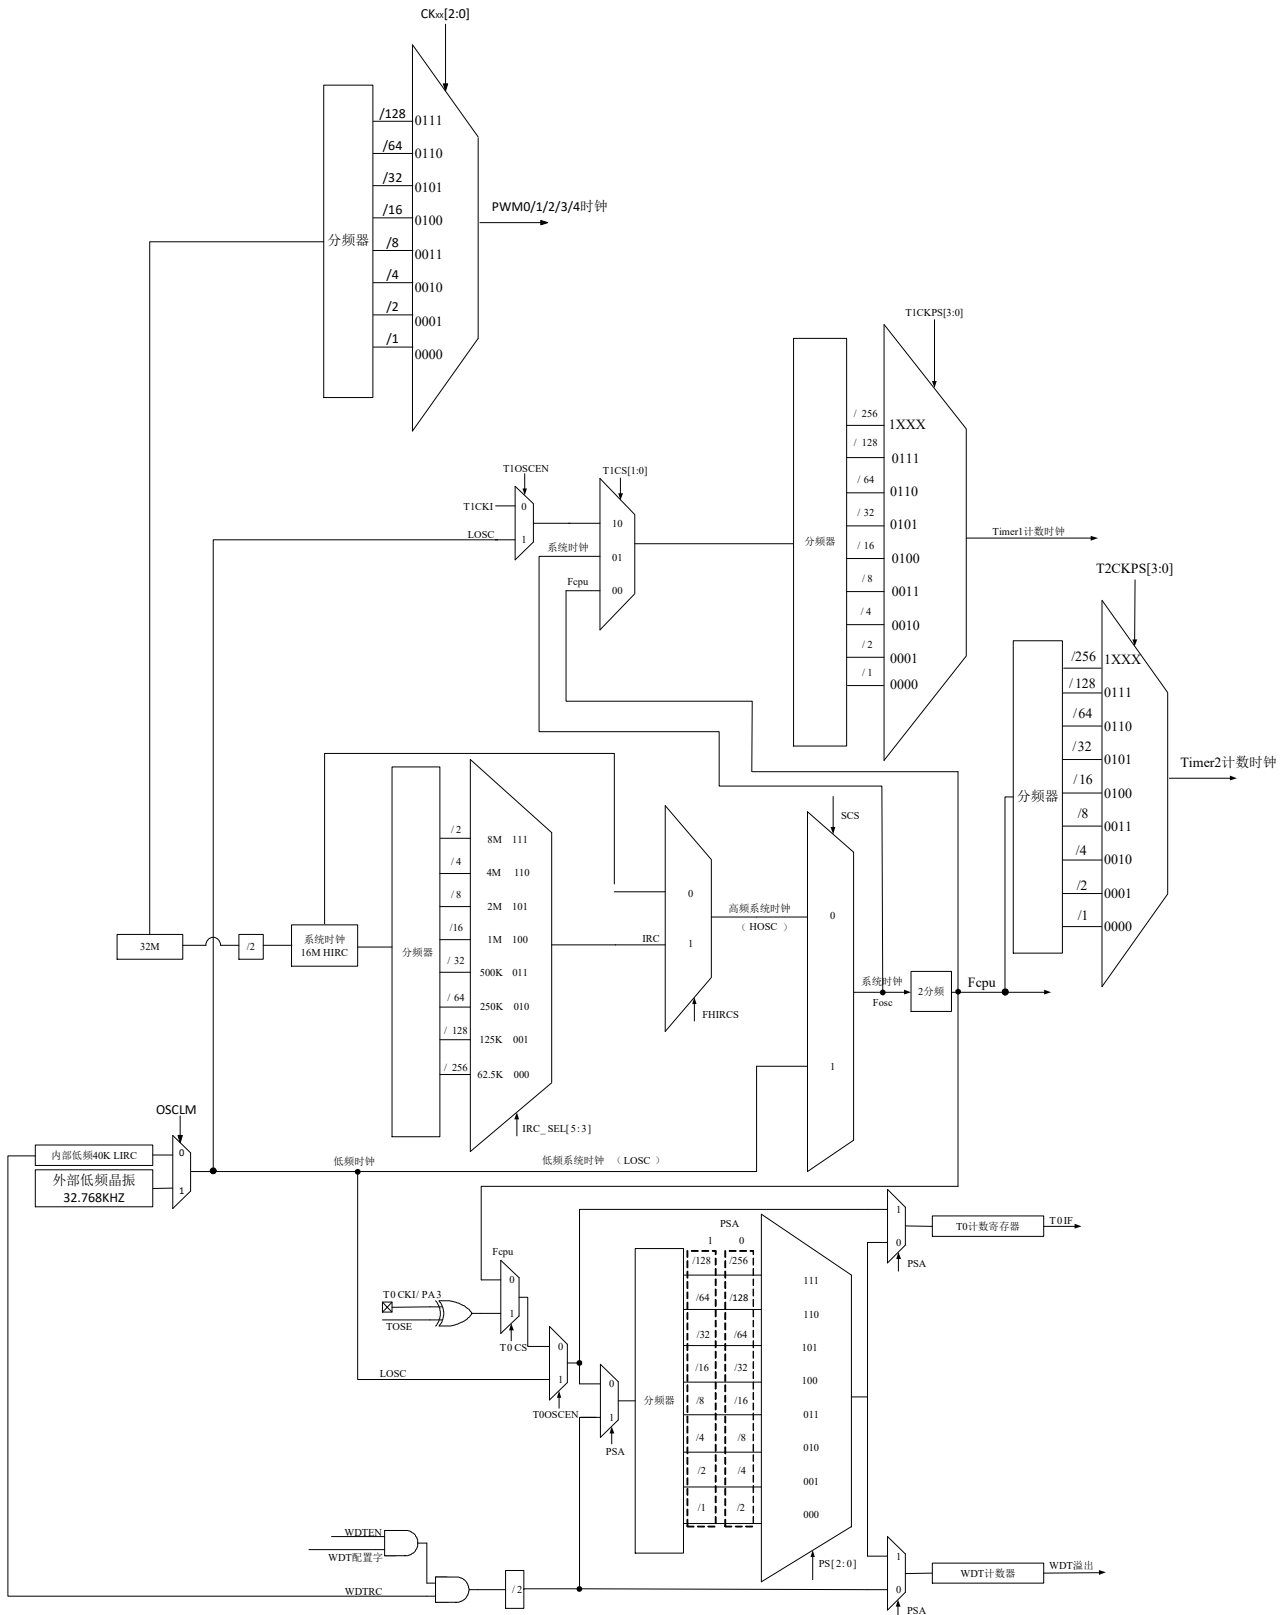 CKxx[2:0]
/128 0111
/64 0110
/32 0101
/16 0100
/8 0011
/4 0010
/2 0001
/1 0000
分频器
PWM0/1/2/3/4时钟
T1CKPS[3:0]
/ 256 1XXX
/ 128 0111
/ 64 0110
/ 32 0101
/ 16 0100
/ 8 0011
/ 4 0010
/ 2 0001
/ 1 0000
分频器
Timer1计数时钟
T1OSCEN
T1CKI 0
LOSC 1
T1CS[1:0]
10
系统时钟 01
Fcpu 00
T2CKPS[3:0]
/256 1XXX
/128 0111
/64 0110
/32 0101
/16 0100
/8 0011
/4 0010
/2 0001
/1 0000
分频器
Timer2计数时钟
32M
/2
系统时钟
16M HIRC
分频器
/ 2 8M 111
/ 4 4M 110
/ 8 2M 101
/16 1M 100
/ 32 500K 011
/ 64 250K 010
/ 128 125K 001
/ 256 62.5K 000
IRC_SEL[5:3]
IRC
0
1
FHIRCS
高频系统时钟
（ HOSC ）
SCS
0
1
系统时钟
Fosc
2分频
Fcpu
OSCLM
内部低频40K LIRC 0
外部低频晶振
32.768KHZ
1
低频时钟
低频系统时钟 （ LOSC ）
Fcpu
0
T0CKI/PA3
TOSE
1
T0CS
0
LOSC 1
T0OSCEN
0
1
PSA
分频器
PSA
1 0
/128 /256 111
/64 /128 110
/32 /64 101
/16 /32 100
/8 /16 011
/4 /8 010
/2 /4 001
/1 /2 000
PS[2:0]
1
0
PSA
T0计数寄存器
T0IF
WDTEN
WDT配置字
WDTRC
/2
1
0
PSA
WDT计数器
WDT溢出